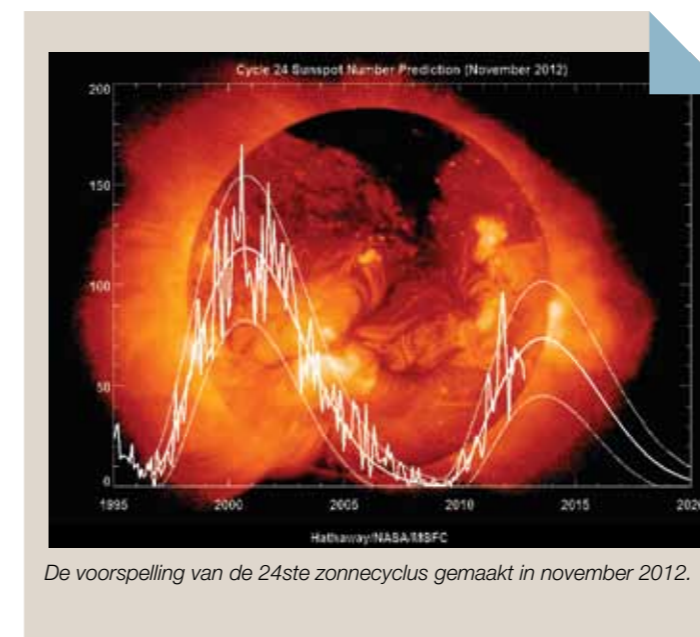 Cycle 24 Sunspot Number Prediction (November 2012)
200
150
100
50
0
1995 2000 2005 2010 2015 202
Hathaway/NASA/MSFC
De voorspelling van de 24ste zonnecyclus gemaakt in november 2012.